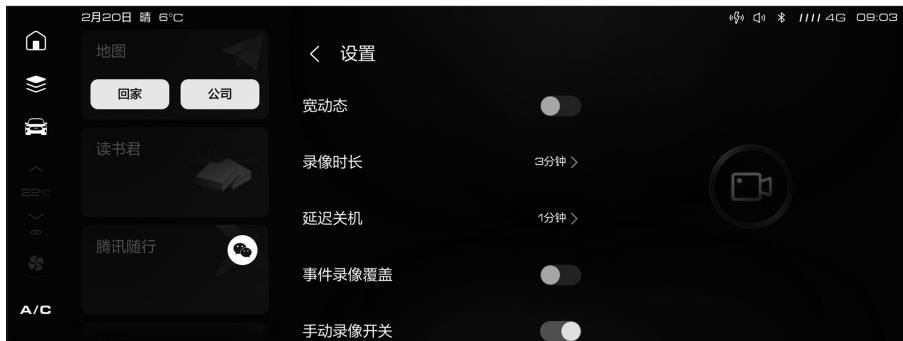 2月20日 晴 6°C
4G 09:03
地图
回家 公司
读书君
腾讯随行
22°C
A/C
设置
宽动态
录像时长 3分钟
延迟关机 1分钟
事件录像覆盖
手动录像开关